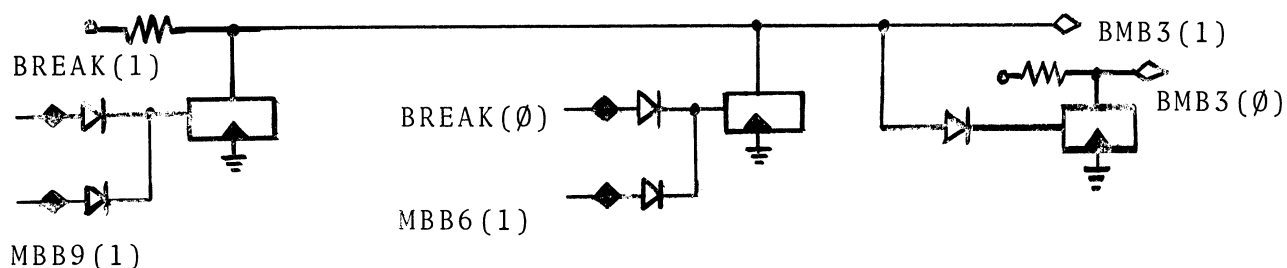 BMB3(1)
BREAK(1)
BMB3(Ø)
BREAK(Ø)
MBB6(1)
MBB9(1)